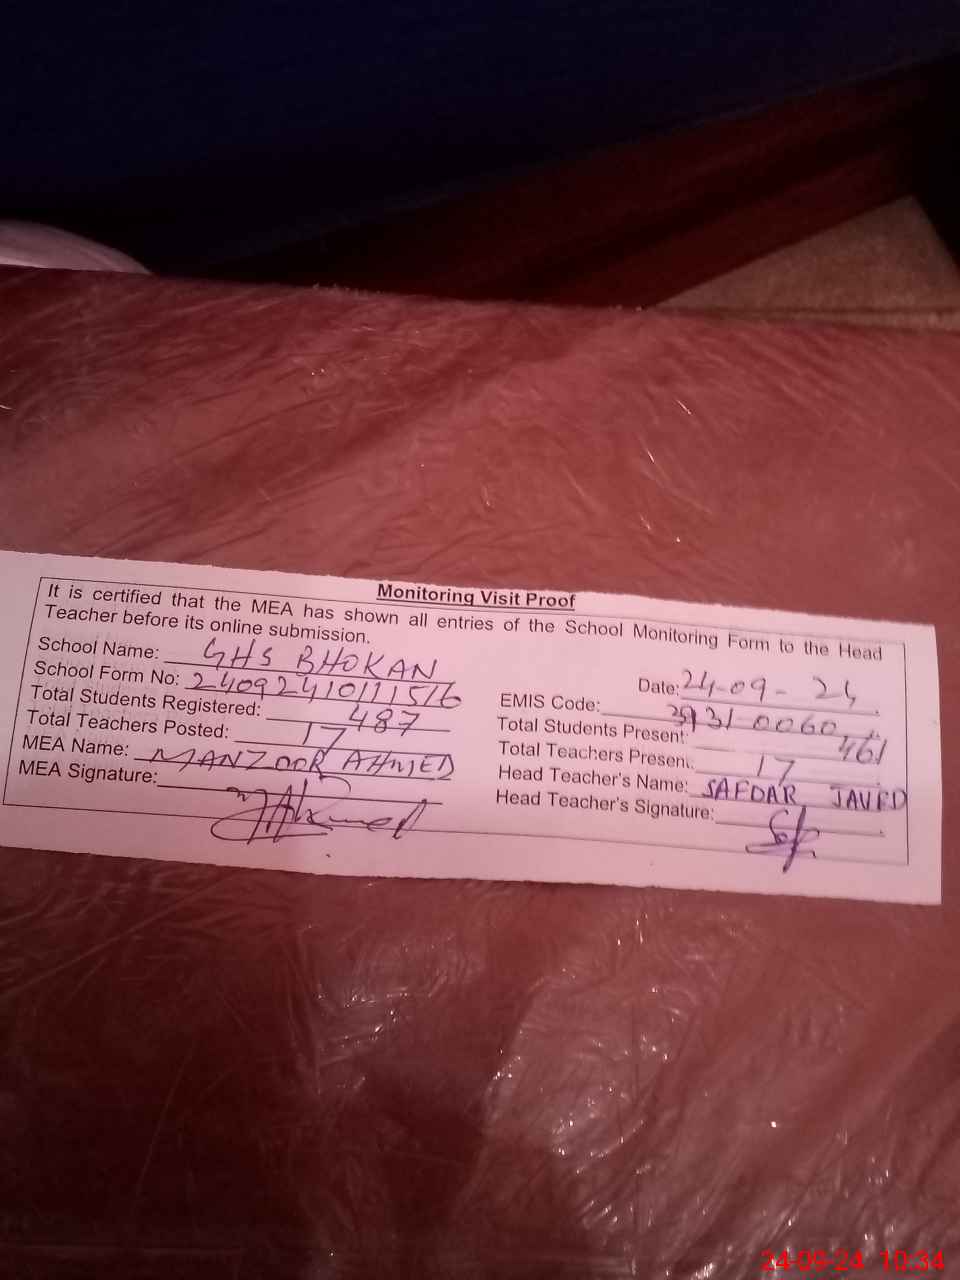 Monitoring Visit Proof
It is certified that the MEA has shown all entries of the School Monitoring Form to the Head
Teacher before its online submission.
Date: 24-09-24
School Name: GHS BHOKAN
EMIS Code: 39310060
School Form No: 24092410111516
Total Students Present: 461
Total Students Registered: 487
Total Teachers Present: 17
Total Teachers Posted: 17
Head Teacher's Name: SAFDAR JAVED
MEA Name: MANZOOR AHMED
Head Teacher's Signature:
MEA Signature:
24-09-24 10:34